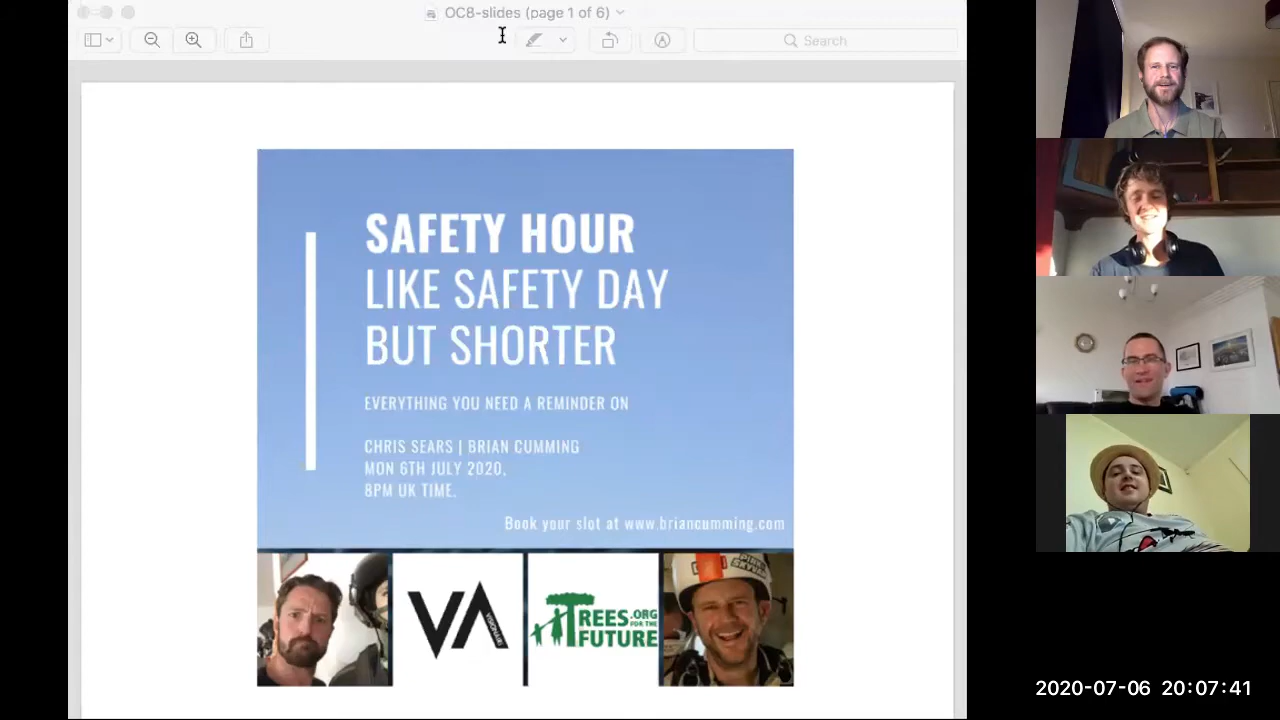 OC8-slides (page 1 of 6)
Search
SAFETY HOUR
LIKE SAFETY DAY
BUT SHORTER
EVERYTHING YOU NEED A REMINDER ON
CHRIS SEARS | BRIAN CUMMING
MON 6TH JULY 2020,
8PM UK TIME.
Book your slot at www.briancumming.com
VA
TREES.ORG
FOR THE
FUTURE
2020-07-06 20:07:41